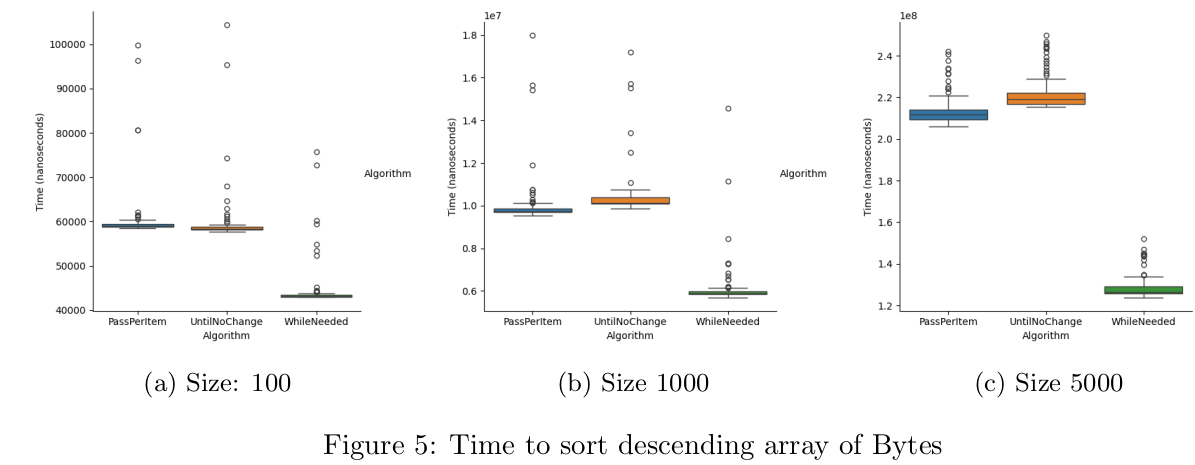 1e7
1e8
100000
90000
80000
70000
60000
50000
40000
Time (nanoseconds)
PassPerItem UntilNoChange WhileNeeded
Algorithm
Algorithm
1.8
1.6
1.4
1.2
1.0
0.8
0.6
Time (nanoseconds)
PassPerItem UntilNoChange WhileNeeded
Algorithm
Algorithm
2.4
2.2
2.0
1.8
1.6
1.4
1.2
Time (nanoseconds)
PassPerItem UntilNoChange WhileNeeded
Algorithm
(a) Size: 100
(b) Size 1000
(c) Size 5000
Figure 5: Time to sort descending array of Bytes